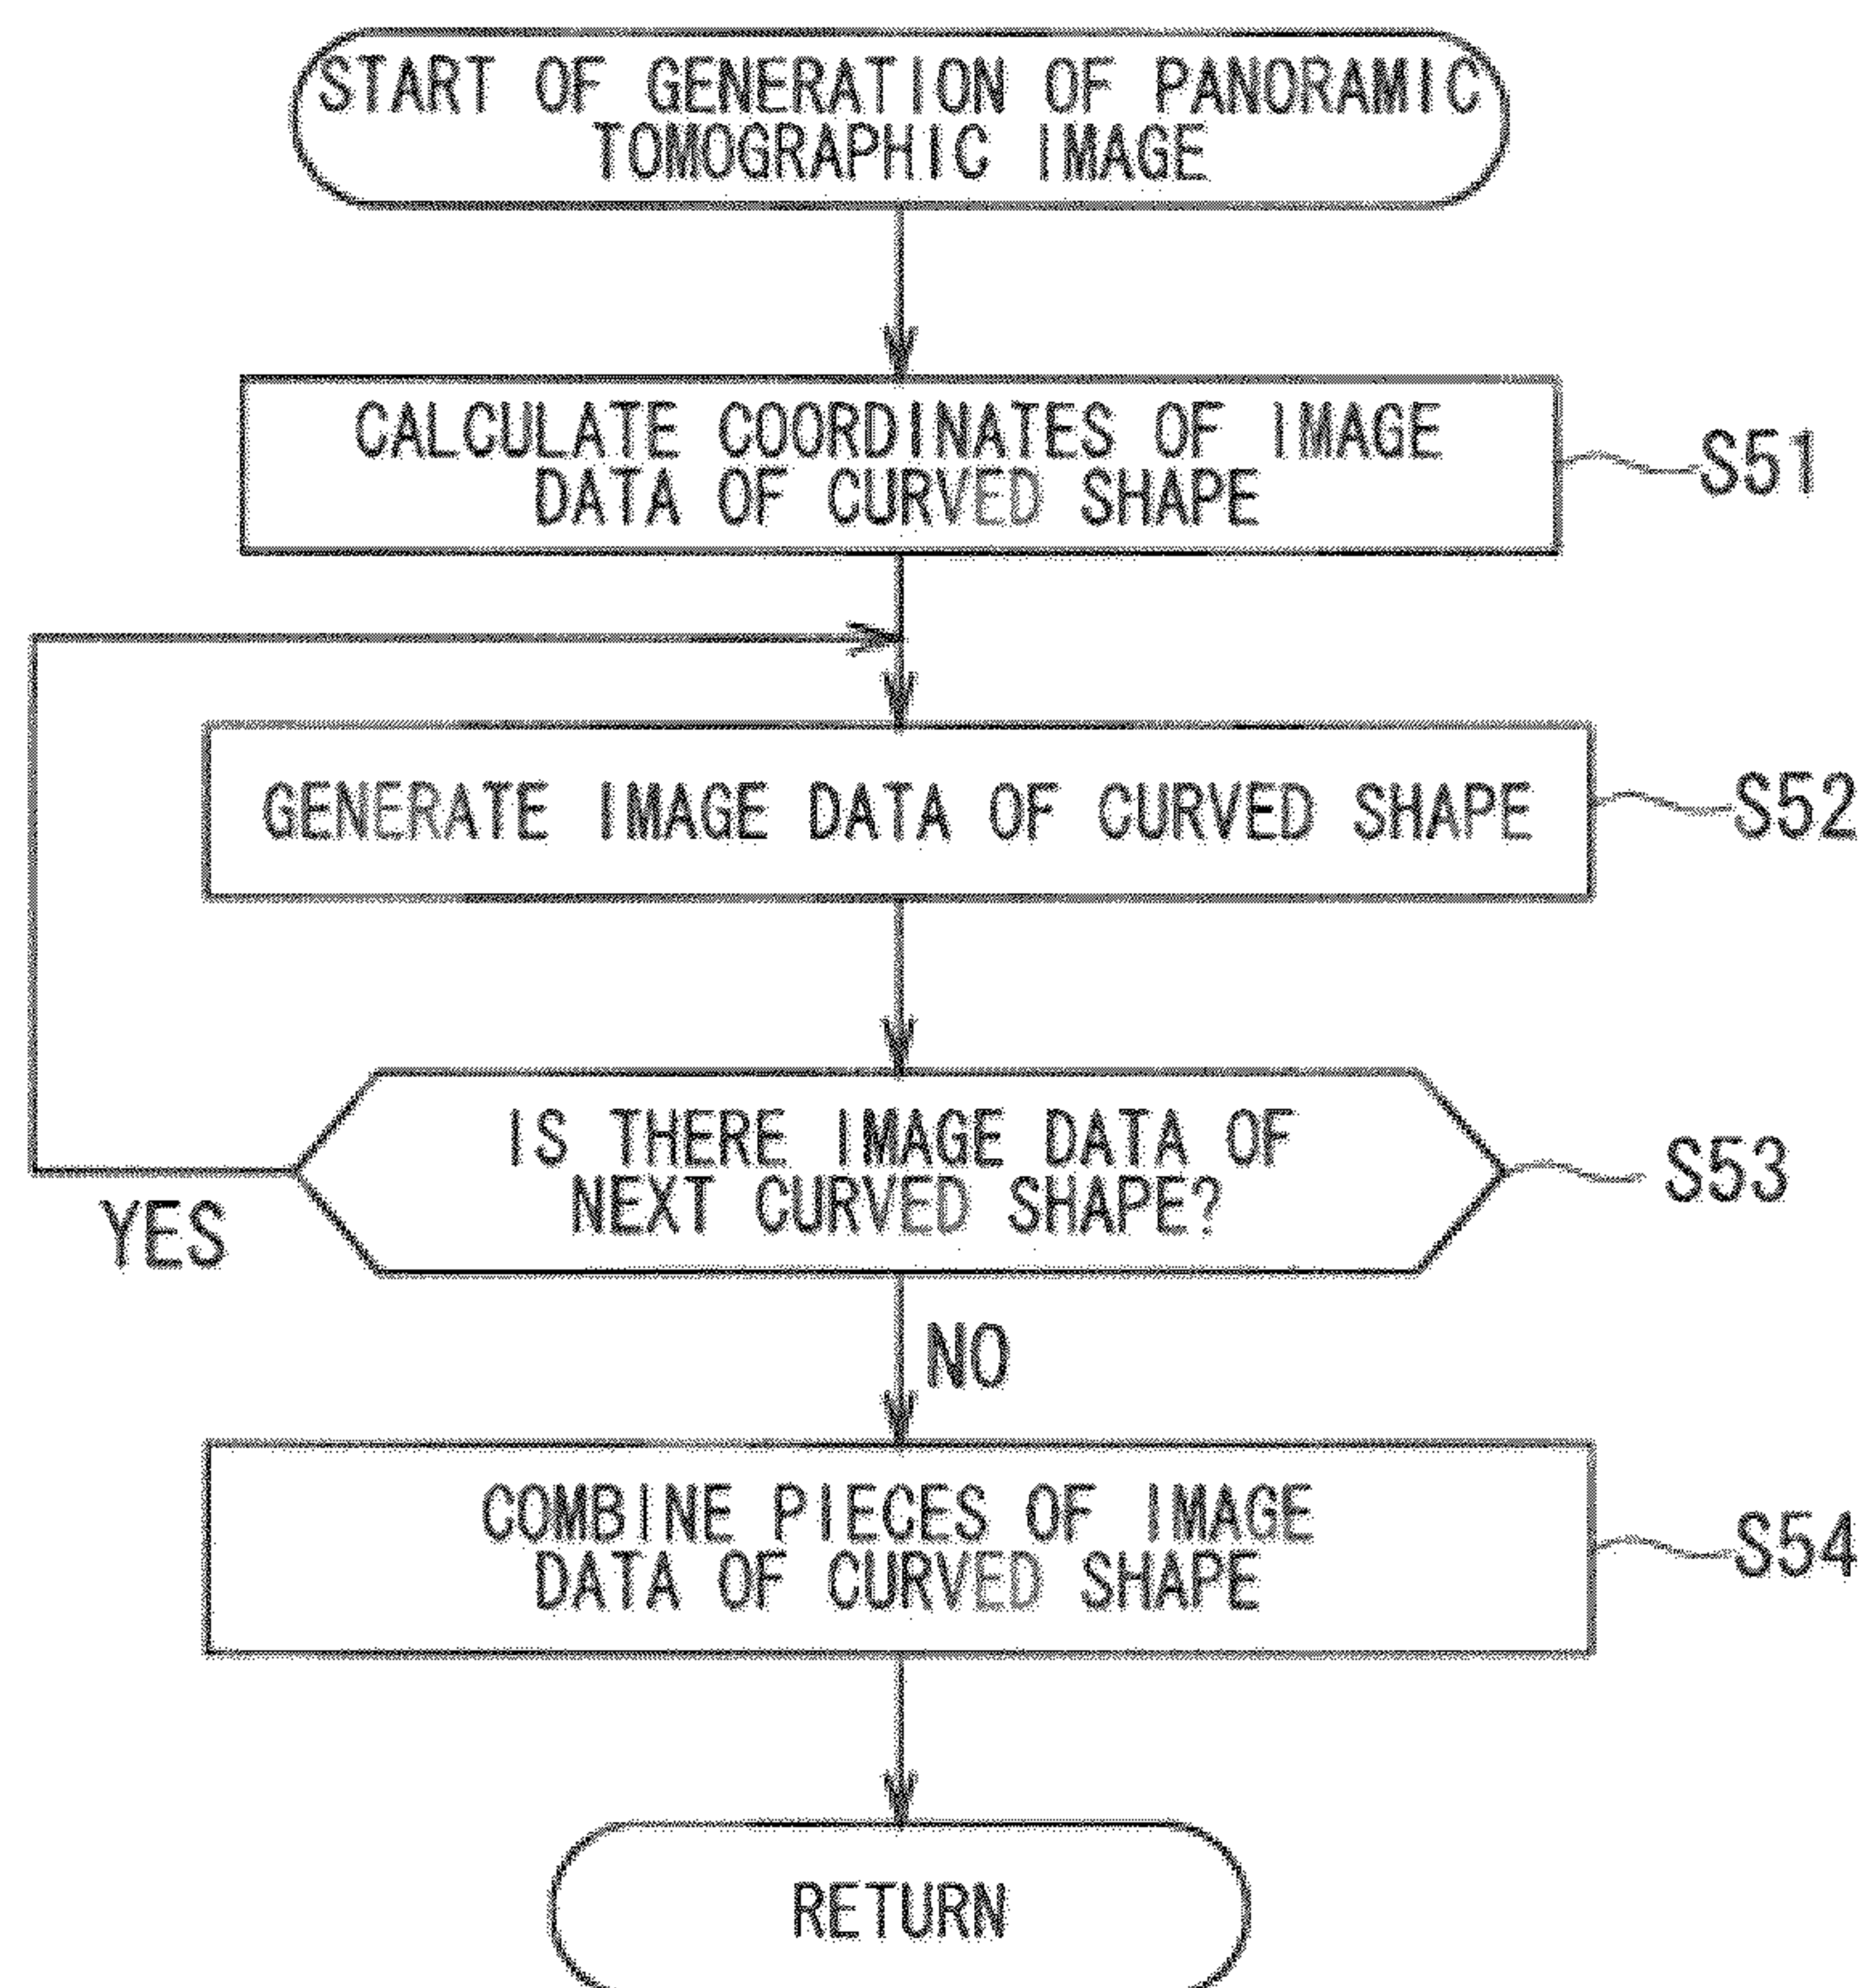 START OF GENERATION OF PANORAMIC
TOMOGRAPHIC IMAGE
CALCULATE COORDINATES OF IMAGE
DATA OF CURVED SHAPE
S51
GENERATE IMAGE DATA OF CURVED SHAPE
S52
IS THERE IMAGE DATA OF
NEXT CURVED SHAPE?
S53
YES
NO
COMBINE PIECES OF IMAGE
DATA OF CURVED SHAPE
S54
RETURN